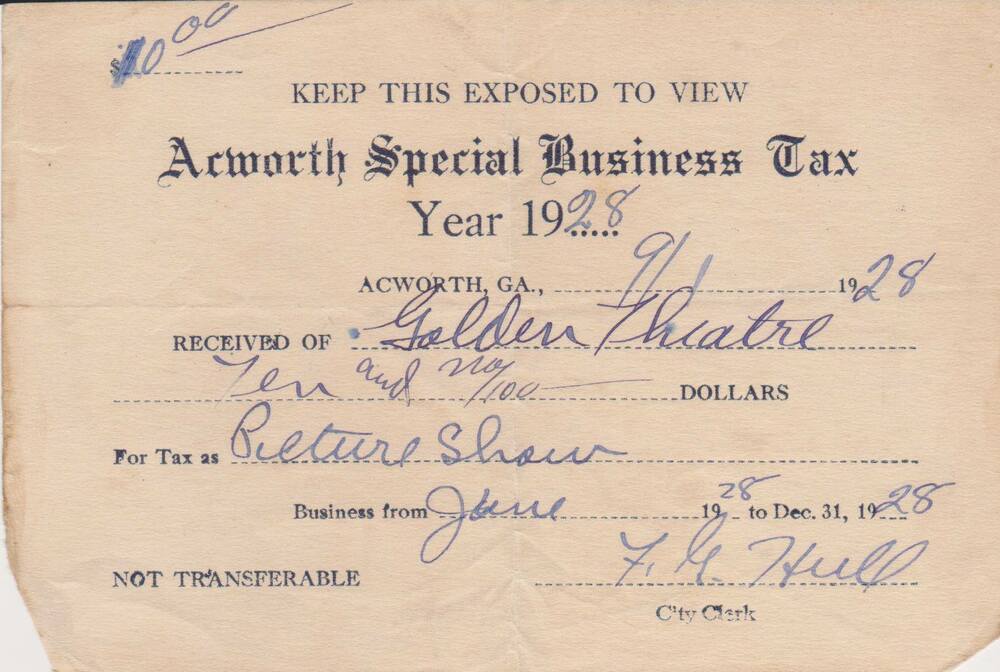 $10 00
KEEP THIS EXPOSED TO VIEW
Acworth Special Business Tax
Year 1928
ACWORTH, GA., 9/1 1928
RECEIVED OF Golden Theatre
Ten and no/100 DOLLARS
For Tax as Picture Show
Business from June 1928 to Dec. 31, 1928
NOT TRANSFERABLE F. G. Hull
City Clerk